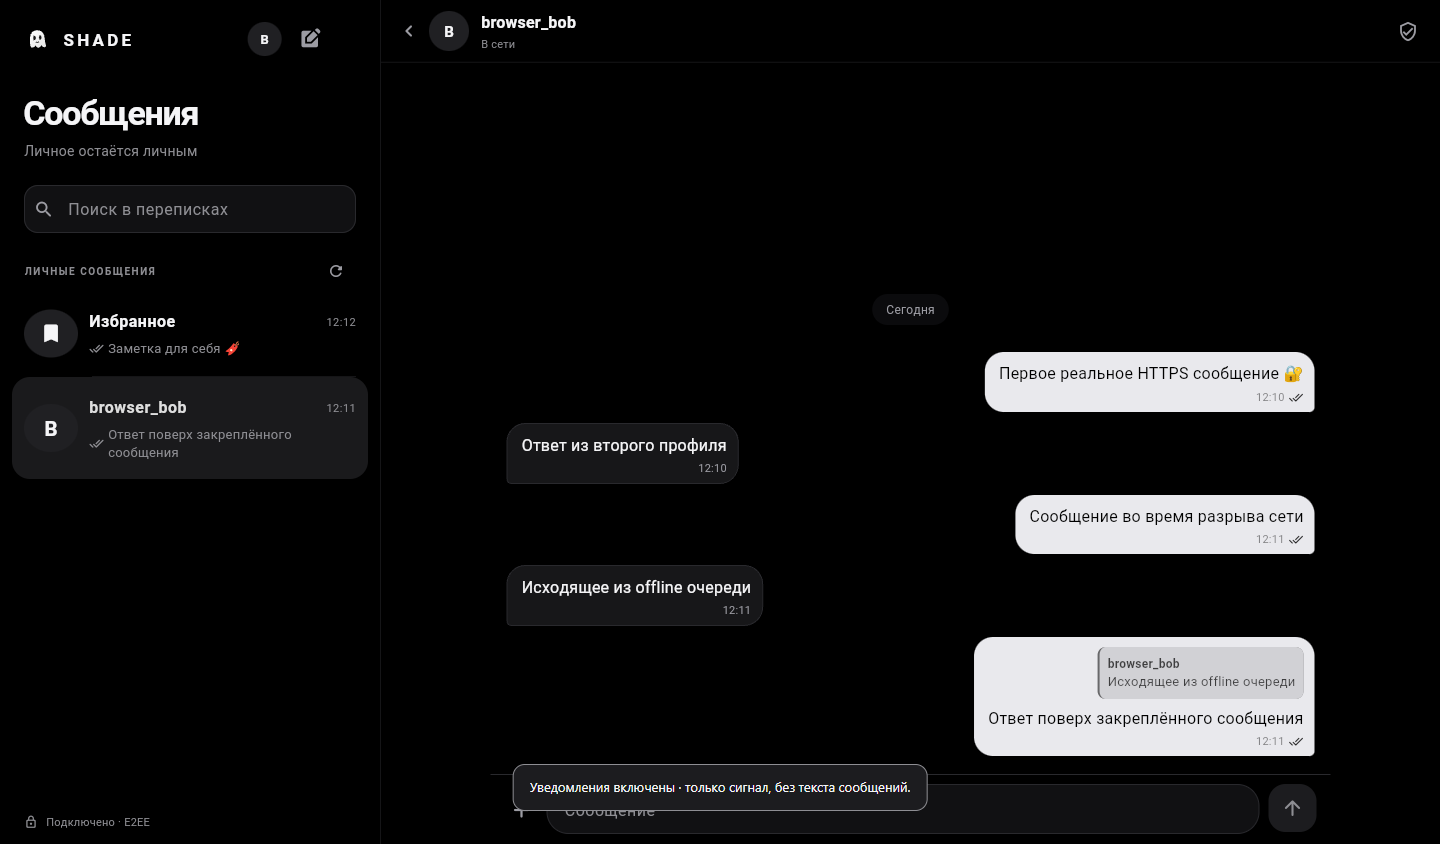 SHADE
B
Сообщения
Личное остаётся личным
Поиск в переписках
ЛИЧНЫЕ СООБЩЕНИЯ
Избранное
12:12
Заметка для себя
B
browser_bob
12:11
Ответ поверх закреплённого
сообщения
Подключено · E2EE
B
browser_bob
В сети
Сегодня
Первое реальное HTTPS сообщение
12:10
Ответ из второго профиля
12:10
Сообщение во время разрыва сети
12:11
Исходящее из offline очереди
12:11
browser_bob
Исходящее из offline очереди
Ответ поверх закреплённого сообщения
12:11
Уведомления включены · только сигнал, без текста сообщений.
Сообщение